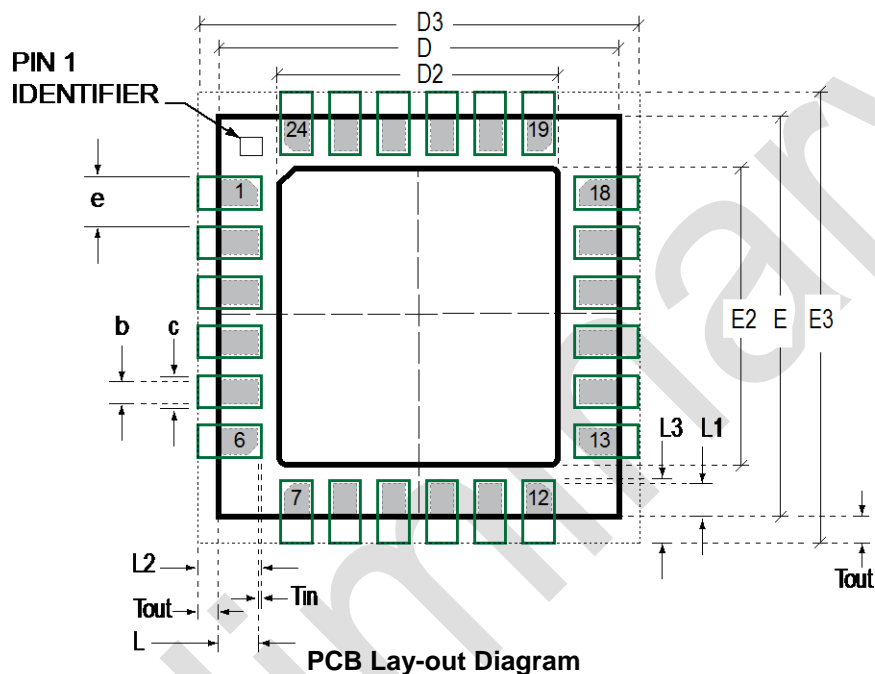 D3
D
D2
PIN 1
IDENTIFIER
24
19
1
18
e
E2
E
E3
b
c
6
13
L3
L1
7
12
L2
Tin
Tout
Tout
L
PCB Lay-out Diagram